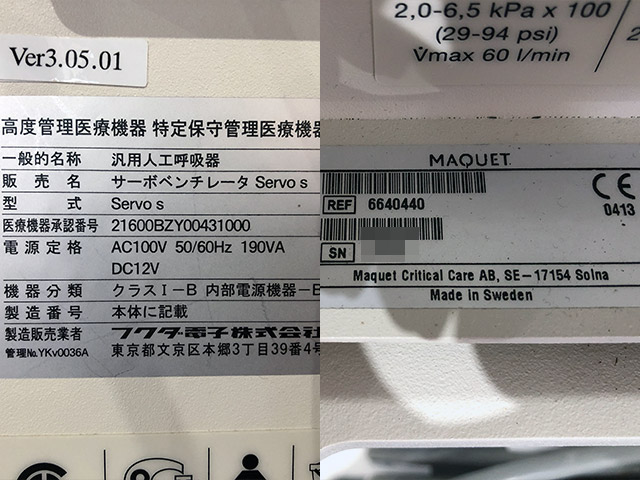 Ver3.05.01
高度管理医療機器 特定保守管理医療機器
一般的名称 汎用人工呼吸器
販売名 サーボベンチレータ Servo s
型式 Servo s
医療機器承認番号 21600BZY00431000
電源定格 AC100V 50/60Hz 190VA
DC12V
機器分類 クラスI-B 内部電源機器-B
製造番号 本体に記載
製造販売業者 フクダ電子株式会社
管理No.YKv0036A 東京都文京区本郷3丁目39番4号
2,0-6,5 kPa x 100
(29-94 psi)
V̇max 60 l/min
MAQUET
REF 6640440
CE
0413
SN
Maquet Critical Care AB, SE-17154 Solna
Made in Sweden